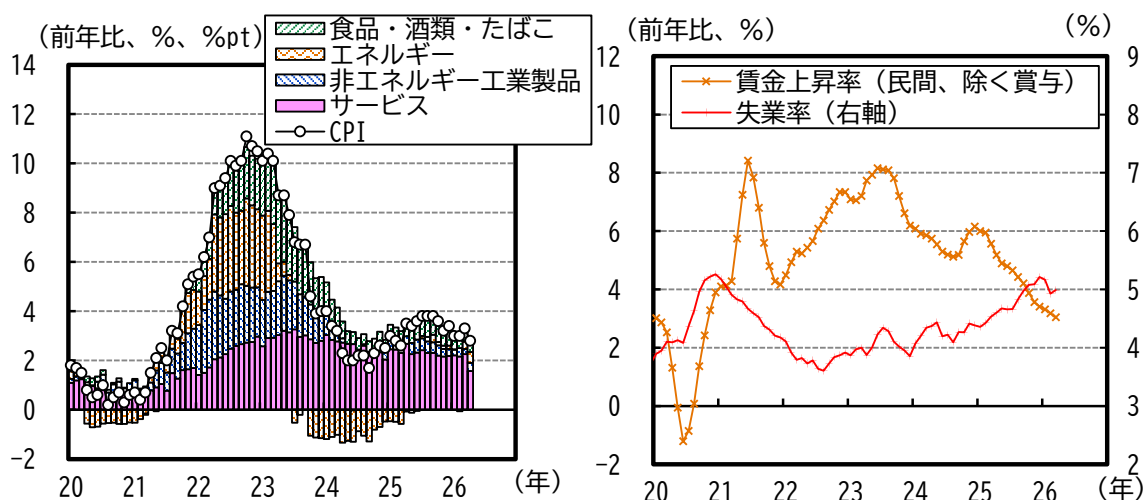 (前年比、%、%pt)
食品・酒類・たばこ
エネルギー
非エネルギー工業製品
サービス
CPI
14
12
10
8
6
4
2
0
-2
20 21 22 23 24 25 26 (年)
(前年比、%) (%)
賃金上昇率（民間、除く賞与）
失業率（右軸）
12 9
10 8
8 7
6 6
4 5
2 4
0 3
-2 2
20 21 22 23 24 25 26 (年)